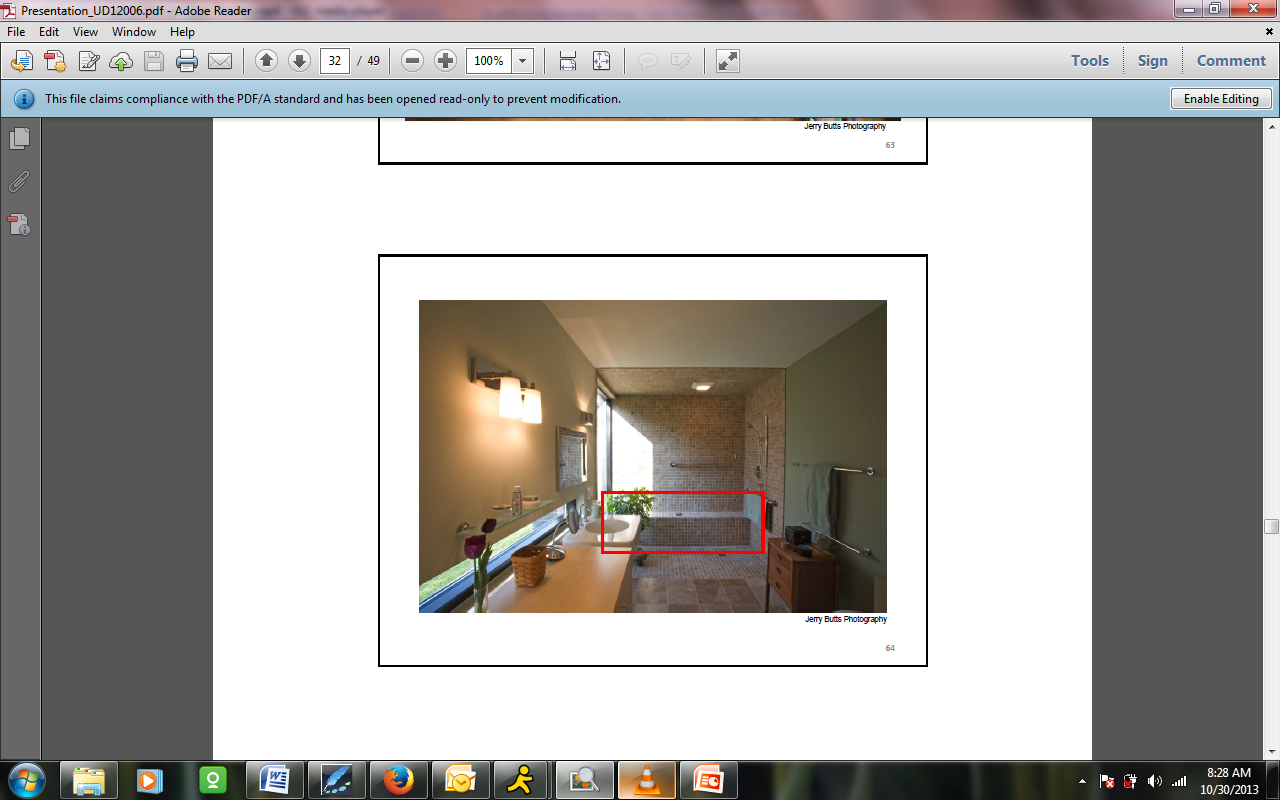 Presentation_UD12006.pdf - Adobe Reader
File Edit View Window Help
32 / 49 100% Tools Sign Comment
This file claims compliance with the PDF/A standard and has been opened read-only to prevent modification. Enable Editing
Jerry Butts Photography
63
Jerry Butts Photography
64
8:28 AM
10/30/2013